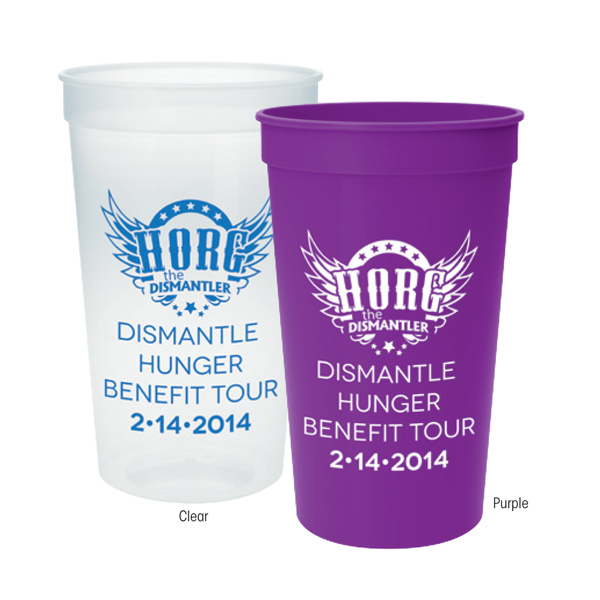 HORG
the
DISMANTLER
DISMANTLE
HUNGER
BENEFIT TOUR
2•14•2014
Clear
HORG
the
DISMANTLER
DISMANTLE
HUNGER
BENEFIT TOUR
2•14•2014
Purple